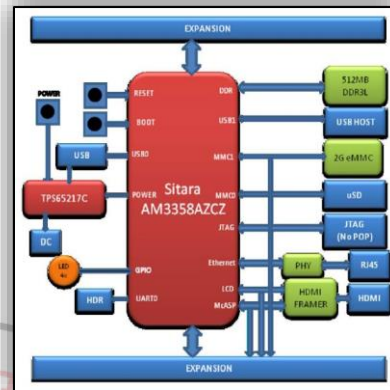 EXPANSION
POWER
RESET
BOOT
USB
USB0
TPS65217C
POWER
DC
LED
4x
GPIO
HDR
UART0
Sitara
AM3358AZCZ
DDR
512MB
DDR3L
USB1
USB HOST
MMC1
2G eMMC
MMC0
uSD
JTAG
JTAG
(No POP)
Ethernet
PHY
RJ45
LCD
McASP
HDMI
FRAMER
HDMI
EXPANSION